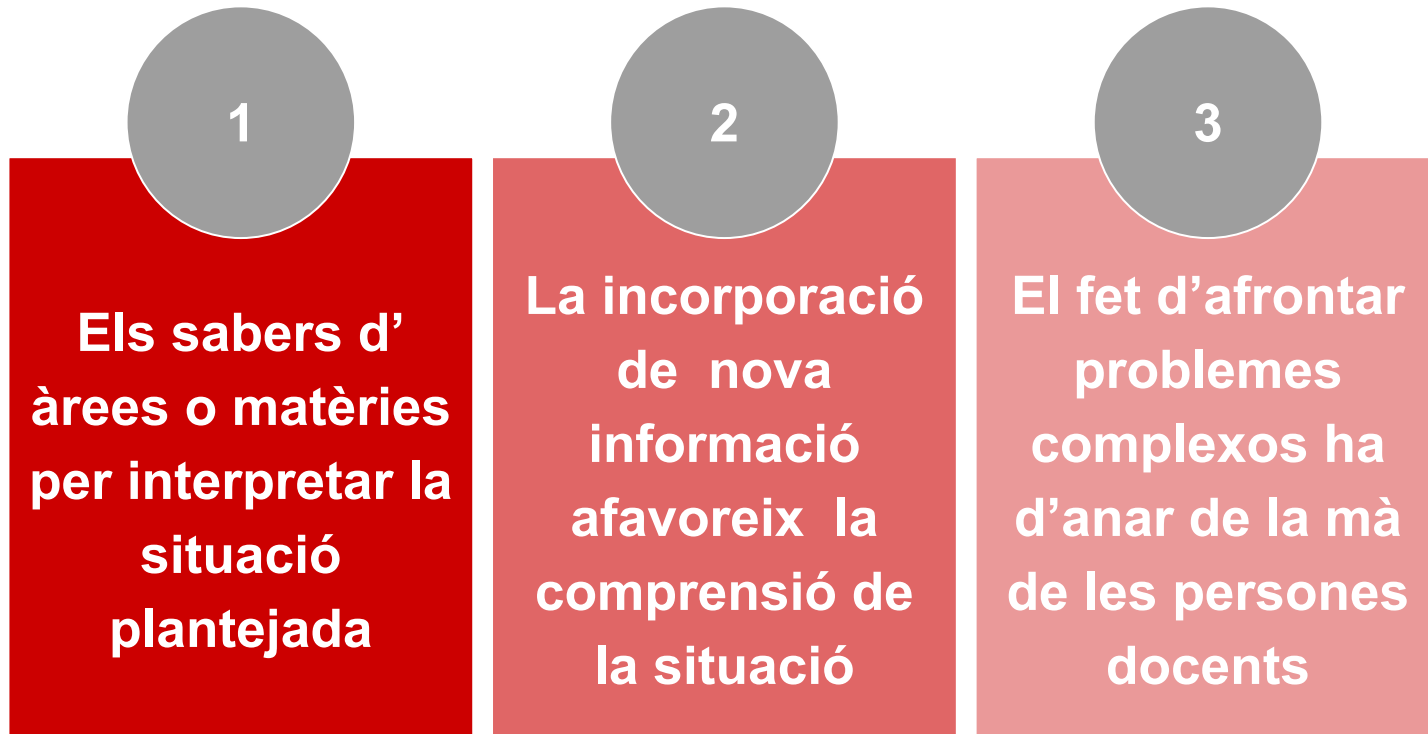 1
Els sabers d’
àrees o matèries
per interpretar la
situació
plantejada
2
La incorporació
de  nova
informació
afavoreix  la
comprensió de
la situació
3
El fet d’afrontar
problemes
complexos ha
d’anar de la mà
de les persones
docents